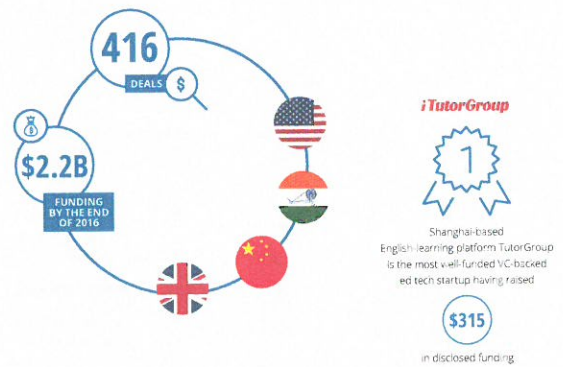 416
DEALS
$
$2.2B
FUNDING
BY THE END
OF 2016
iTutorGroup
1
Shanghai-based
English-learning platform TutorGroup
is the most well-funded VC-backed
ed tech startup having raised
$315
in disclosed funding